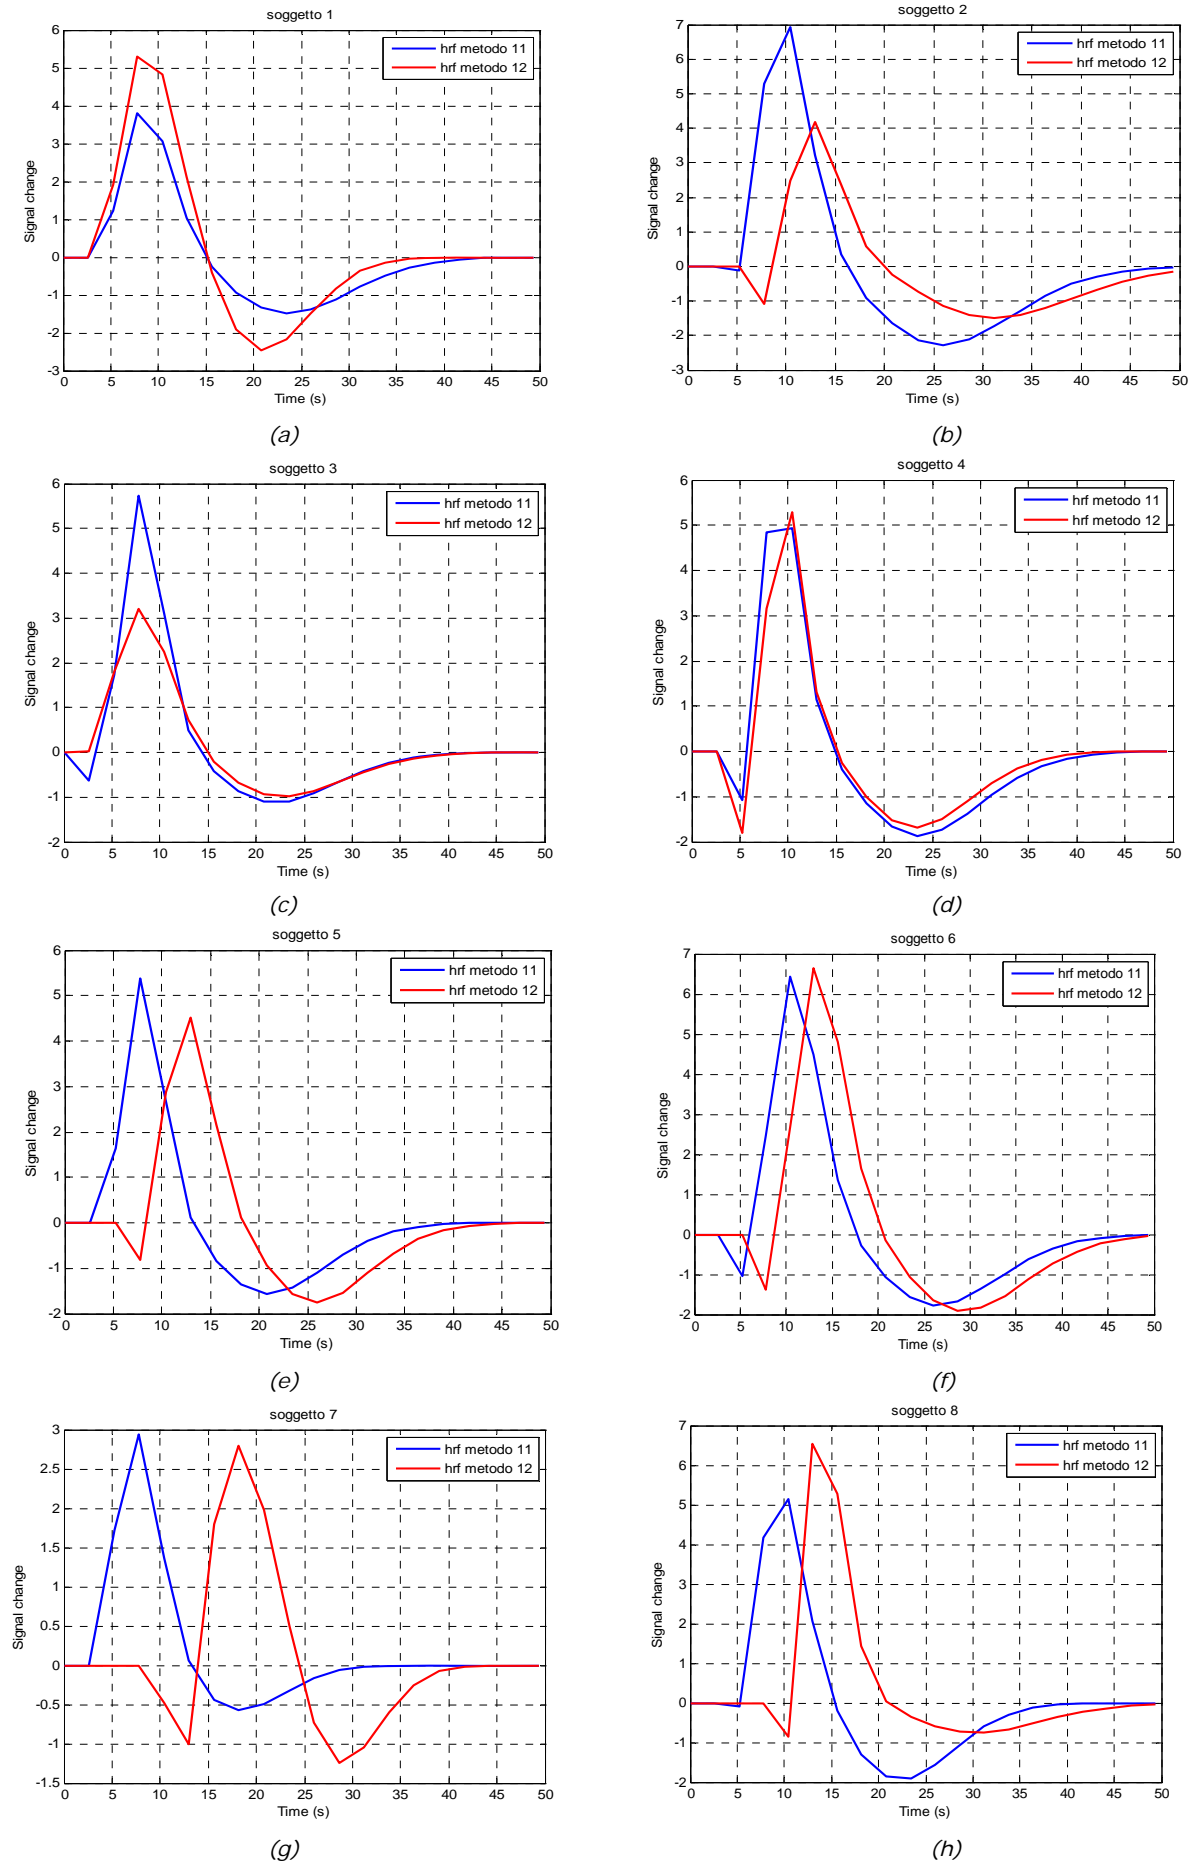 soggetto 1
6
5
4
3
2
1
0
-1
-2
-3
Signal change
hrf metodo 11
hrf metodo 12
0 5 10 15 20 25 30 35 40 45 50
Time (s)
(a)
soggetto 2
7
6
5
4
3
2
1
0
-1
-2
-3
Signal change
hrf metodo 11
hrf metodo 12
0 5 10 15 20 25 30 35 40 45 50
Time (s)
(b)
soggetto 3
6
5
4
3
2
1
0
-1
-2
Signal change
hrf metodo 11
hrf metodo 12
0 5 10 15 20 25 30 35 40 45 50
Time (s)
(c)
soggetto 4
6
5
4
3
2
1
0
-1
-2
Signal change
hrf metodo 11
hrf metodo 12
0 5 10 15 20 25 30 35 40 45 50
Time (s)
(d)
soggetto 5
6
5
4
3
2
1
0
-1
-2
Signal change
hrf metodo 11
hrf metodo 12
0 5 10 15 20 25 30 35 40 45 50
Time (s)
(e)
soggetto 6
7
6
5
4
3
2
1
0
-1
-2
Signal change
hrf metodo 11
hrf metodo 12
0 5 10 15 20 25 30 35 40 45 50
Time (s)
(f)
soggetto 7
3
2.5
2
1.5
1
0.5
0
-0.5
-1
-1.5
Signal change
hrf metodo 11
hrf metodo 12
0 5 10 15 20 25 30 35 40 45 50
Time (s)
(g)
soggetto 8
7
6
5
4
3
2
1
0
-1
-2
Signal change
hrf metodo 11
hrf metodo 12
0 5 10 15 20 25 30 35 40 45 50
Time (s)
(h)